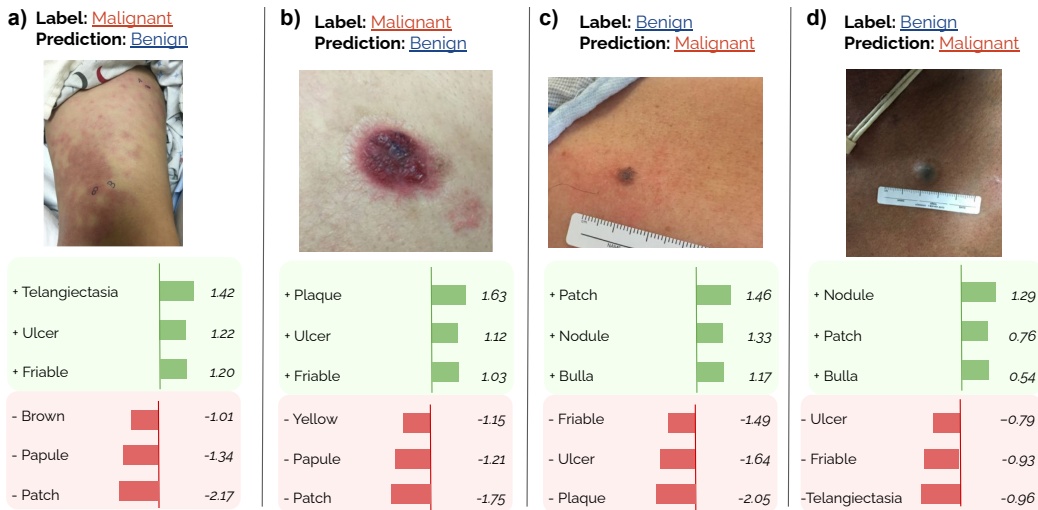 a) Label: Malignant
Prediction: Benign
+ Telangiectasia 1.42
+ Ulcer 1.22
+ Friable 1.20
- Brown -1.01
- Papule -1.34
- Patch -2.17
b) Label: Malignant
Prediction: Benign
+ Plaque 1.63
+ Ulcer 1.12
+ Friable 1.03
- Yellow -1.15
- Papule -1.21
- Patch -1.75
c) Label: Benign
Prediction: Malignant
+ Patch 1.46
+ Nodule 1.33
+ Bulla 1.17
- Friable -1.49
- Ulcer -1.64
- Plaque -2.05
d) Label: Benign
Prediction: Malignant
+ Nodule 1.29
+ Patch 0.76
+ Bulla 0.54
- Ulcer -0.79
- Friable -0.93
-Telangiectasia -0.96